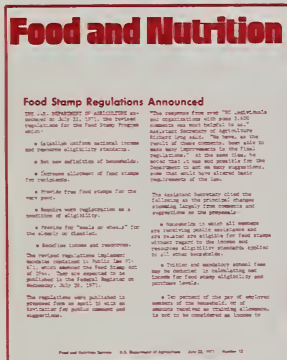 Food and Nutrition
Food Stamp Regulations Announced
THE U.S. DEPARTMENT OF AGRICULTURE an-
nounced on July 22, 1971, the revised
regulations for the Food Stamp Program
which:
● Establish uniform national income
and resource eligibility standards.
● Set new definition of households.
● Increase allotment of food stamps
for recipients.
● Provide free food stamps for the
very poor.
● Require work registration as a
condition of eligibility.
● Provide for "meals on wheels" for
the elderly or disabled.
● Redefine income and resources.
The revised regulations implement
mandates contained in Public Law 91-
671, which amended the Food Stamp Act
of 1964. They are expected to be
published in the Federal Register on
Wednesday, July 28, 1971.
The regulations were published in
proposed form on April 16 with an
invitation for public comment and
suggestions.
"The response from over
and organizations with some
comments was most helpful to us,"
Assistant Secretary of Agriculture
Richard Lyng said. "We have, as the
result of these comments, been able to
make many improvements in the final
regulations." At the same time, he
noted that it was not possible for the
Department to act on many suggestions,
some that would have altered basic
requirements of the law.
The Assistant Secretary cited the
following as the principal changes
stemming largely from comments and
suggestions on the proposals:
● Households in which all members
are receiving public assistance and
are eligible for food stamps
without regard to the income and
resources eligibility standards applied
to all other households.
● Tuition and mandatory school fees
may be deducted in calculating net
income for food stamp eligibility and
purchase levels.
● Ten percent of the pay of employed
members of the household, or of
amounts received as training allowances,
is not to be considered as income to
Food and Nutrition Service U.S. Department of Agriculture July 22, 1971 Number 12